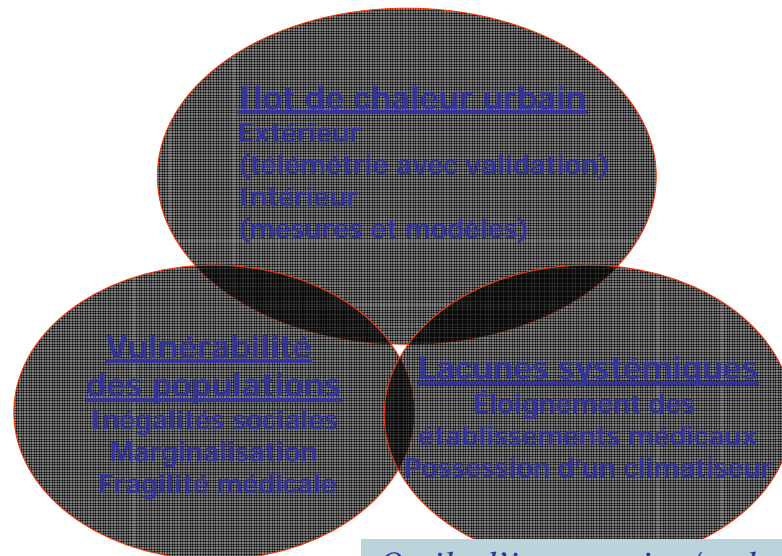 Ilot de chaleur urbain
Extérieur
(télémétrie avec validation)
Intérieur
(mesures et modèles)
Vulnérabilité
des populations
Inégalités sociales
Marginalisation
Fragilité médicale
Lacunes systémiques
Éloignement des
établissements médicaux
Possession d'un climatiseur